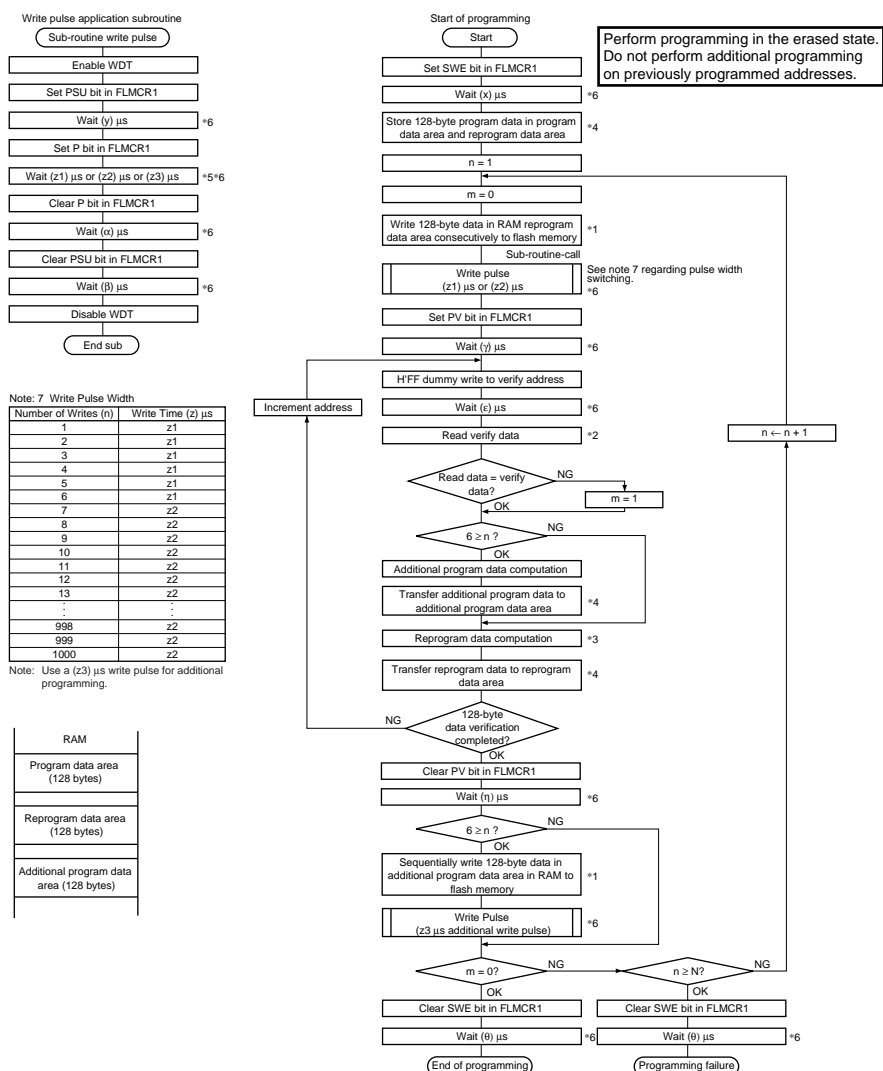 Write pulse application subroutine
Sub-routine write pulse
Enable WDT
Set PSU bit in FLMCR1
Wait (y) μs
*6
Set P bit in FLMCR1
Wait (z1) μs or (z2) μs or (z3) μs
*5*6
Clear P bit in FLMCR1
Wait (α) μs
*6
Clear PSU bit in FLMCR1
Wait (β) μs
*6
Disable WDT
End sub
Note: 7 Write Pulse Width
Number of Writes (n) Write Time (z) μs
1 z1
2 z1
3 z1
4 z1
5 z1
6 z1
7 z2
8 z2
9 z2
10 z2
11 z2
12 z2
13 z2
⋮ ⋮
998 z2
999 z2
1000 z2
Note: Use a (z3) μs write pulse for additional
programming.
RAM
Program data area
(128 bytes)
Reprogram data area
(128 bytes)
Additional program data
area (128 bytes)
Start of programming
Start
Perform programming in the erased state.
Do not perform additional programming
on previously programmed addresses.
Set SWE bit in FLMCR1
Wait (x) μs
*6
Store 128-byte program data in program
data area and reprogram data area
*4
n = 1
m = 0
Write 128-byte data in RAM reprogram
data area consecutively to flash memory
*1
Sub-routine-call
Write pulse
(z1) μs or (z2) μs
See note 7 regarding pulse width
switching.
*6
Set PV bit in FLMCR1
Wait (γ) μs
*6
H'FF dummy write to verify address
Increment address
Wait (ε) μs
*6
Read verify data
*2
n ← n + 1
Read data = verify
data?
NG
m = 1
OK
6 ≥ n ?
NG
OK
Additional program data computation
Transfer additional program data to
additional program data area
*4
Reprogram data computation
*3
Transfer reprogram data to reprogram
data area
*4
128-byte
data verification
completed?
NG
OK
Clear PV bit in FLMCR1
Wait (η) μs
*6
6 ≥ n ?
NG
OK
Sequentially write 128-byte data in
additional program data area in RAM to
flash memory
*1
Write Pulse
(z3 μs additional write pulse)
*6
m = 0?
NG
n ≥ N?
NG
OK
OK
Clear SWE bit in FLMCR1
Clear SWE bit in FLMCR1
Wait (θ) μs
*6
Wait (θ) μs
*6
End of programming
Programming failure